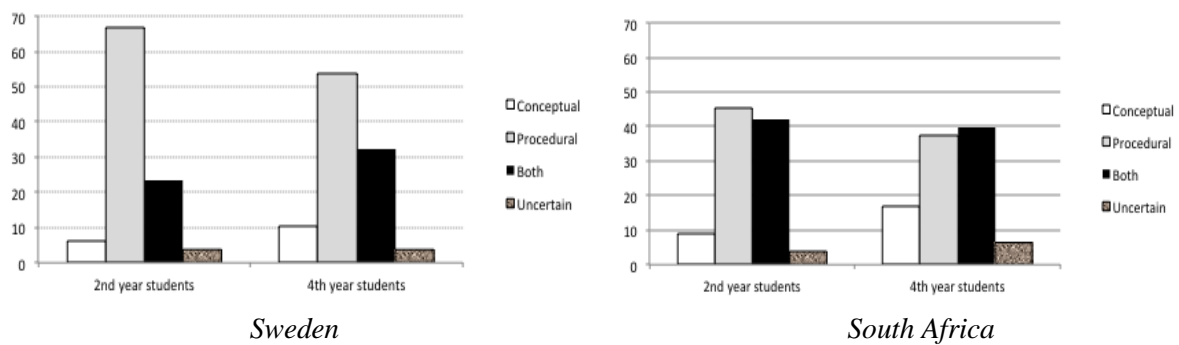 70
60
50
40
30
20
10
0
2nd year students
4th year students
Conceptual
Procedural
Both
Uncertain
Sweden
70
60
50
40
30
20
10
0
2nd year students
4th year students
Conceptual
Procedural
Both
Uncertain
South Africa